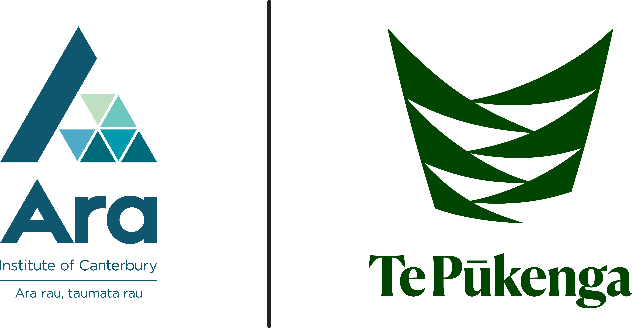 Ara
Institute of Canterbury
Ara rau, taumata rau
Te Pūkenga